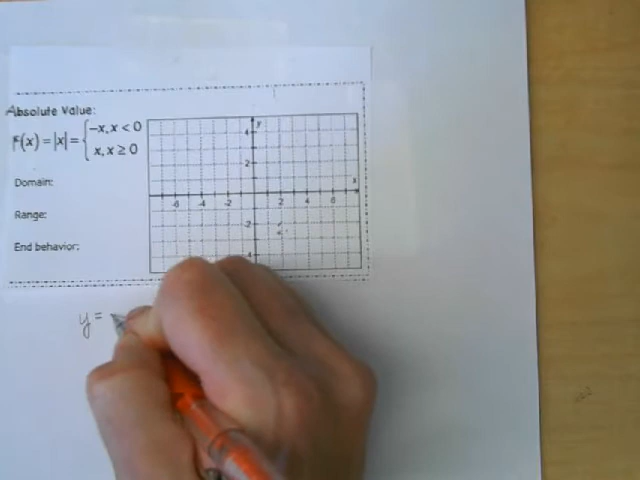 Absolute Value:
F(x) = |x| = { -x, x < 0
x, x ≥ 0
Domain:
Range:
End behavior:
y
4
2
x
-6 -4 -2 2 4 6
-2
-4
y =